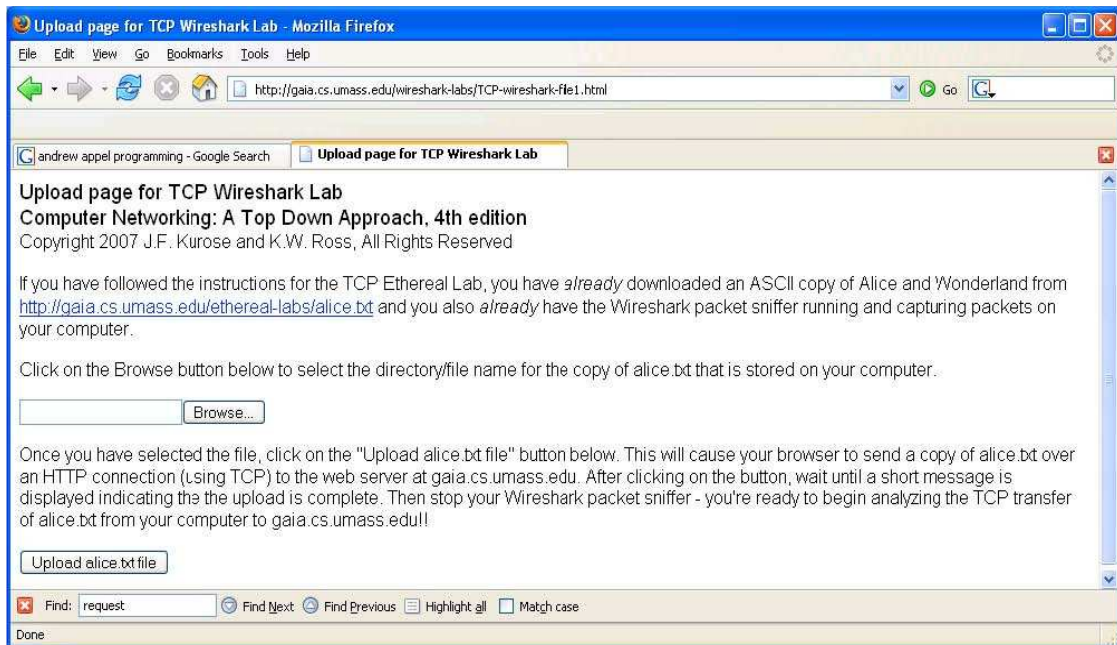 Upload page for TCP Wireshark Lab - Mozilla Firefox
File Edit View Go Bookmarks Tools Help
http://gaia.cs.umass.edu/wireshark-labs/TCP-wireshark-file1.html Go G
G andrew appel programming - Google Search Upload page for TCP Wireshark Lab
Upload page for TCP Wireshark Lab
Computer Networking: A Top Down Approach, 4th edition
Copyright 2007 J.F. Kurose and K.W. Ross, All Rights Reserved
If you have followed the instructions for the TCP Ethereal Lab, you have already downloaded an ASCII copy of Alice and Wonderland from
http://gaia.cs.umass.edu/ethereal-labs/alice.txt and you also already have the Wireshark packet sniffer running and capturing packets on
your computer.
Click on the Browse button below to select the directory/file name for the copy of alice.txt that is stored on your computer.
Browse...
Once you have selected the file, click on the "Upload alice.txt file" button below. This will cause your browser to send a copy of alice.txt over
an HTTP connection (using TCP) to the web server at gaia.cs.umass.edu. After clicking on the button, wait until a short message is
displayed indicating the the upload is complete. Then stop your Wireshark packet sniffer - you're ready to begin analyzing the TCP transfer
of alice.txt from your computer to gaia.cs.umass.edu!!
Upload alice.txt file
Find: request Find Next Find Previous Highlight all Match case
Done